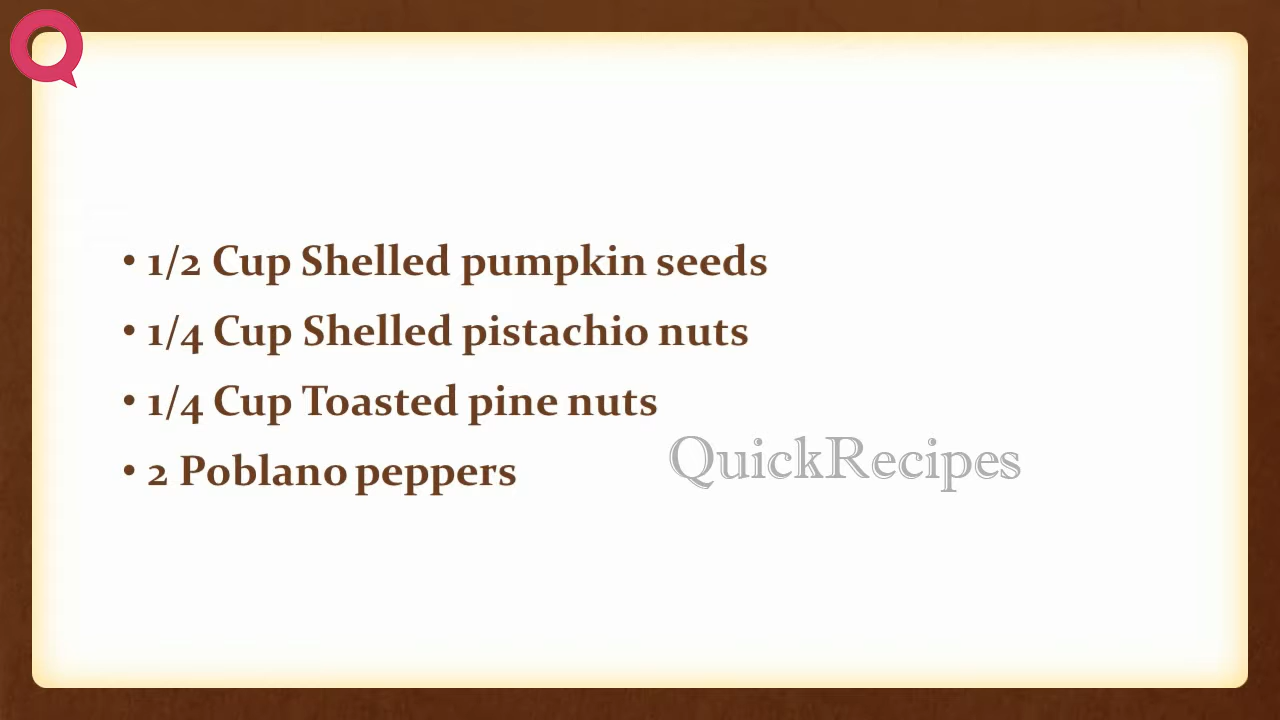 • 1/2 Cup Shelled pumpkin seeds
• 1/4 Cup Shelled pistachio nuts
• 1/4 Cup Toasted pine nuts
• 2 Poblano peppers
QuickRecipes